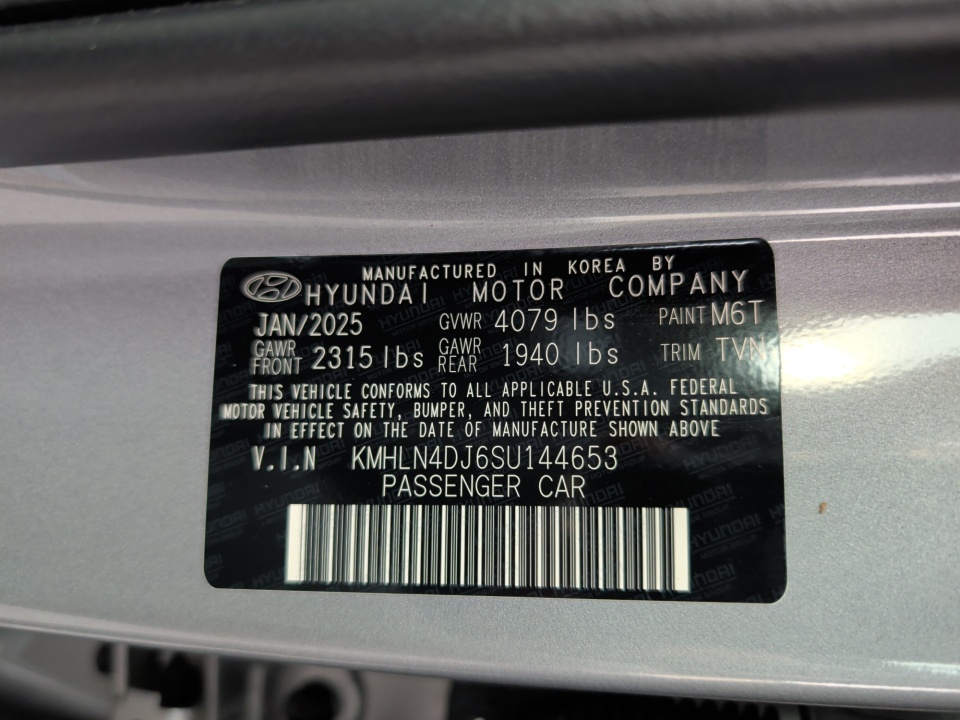 MANUFACTURED IN KOREA BY
HYUNDAI MOTOR COMPANY
JAN/2025 GVWR 4079 lbs PAINT M6T
GAWR FRONT 2315 lbs GAWR REAR 1940 lbs TRIM TVN
THIS VEHICLE CONFORMS TO ALL APPLICABLE U.S.A. FEDERAL
MOTOR VEHICLE SAFETY, BUMPER, AND THEFT PREVENTION STANDARDS
IN EFFECT ON THE DATE OF MANUFACTURE SHOWN ABOVE
V.I.N KMHLN4DJ6SU144653
PASSENGER CAR